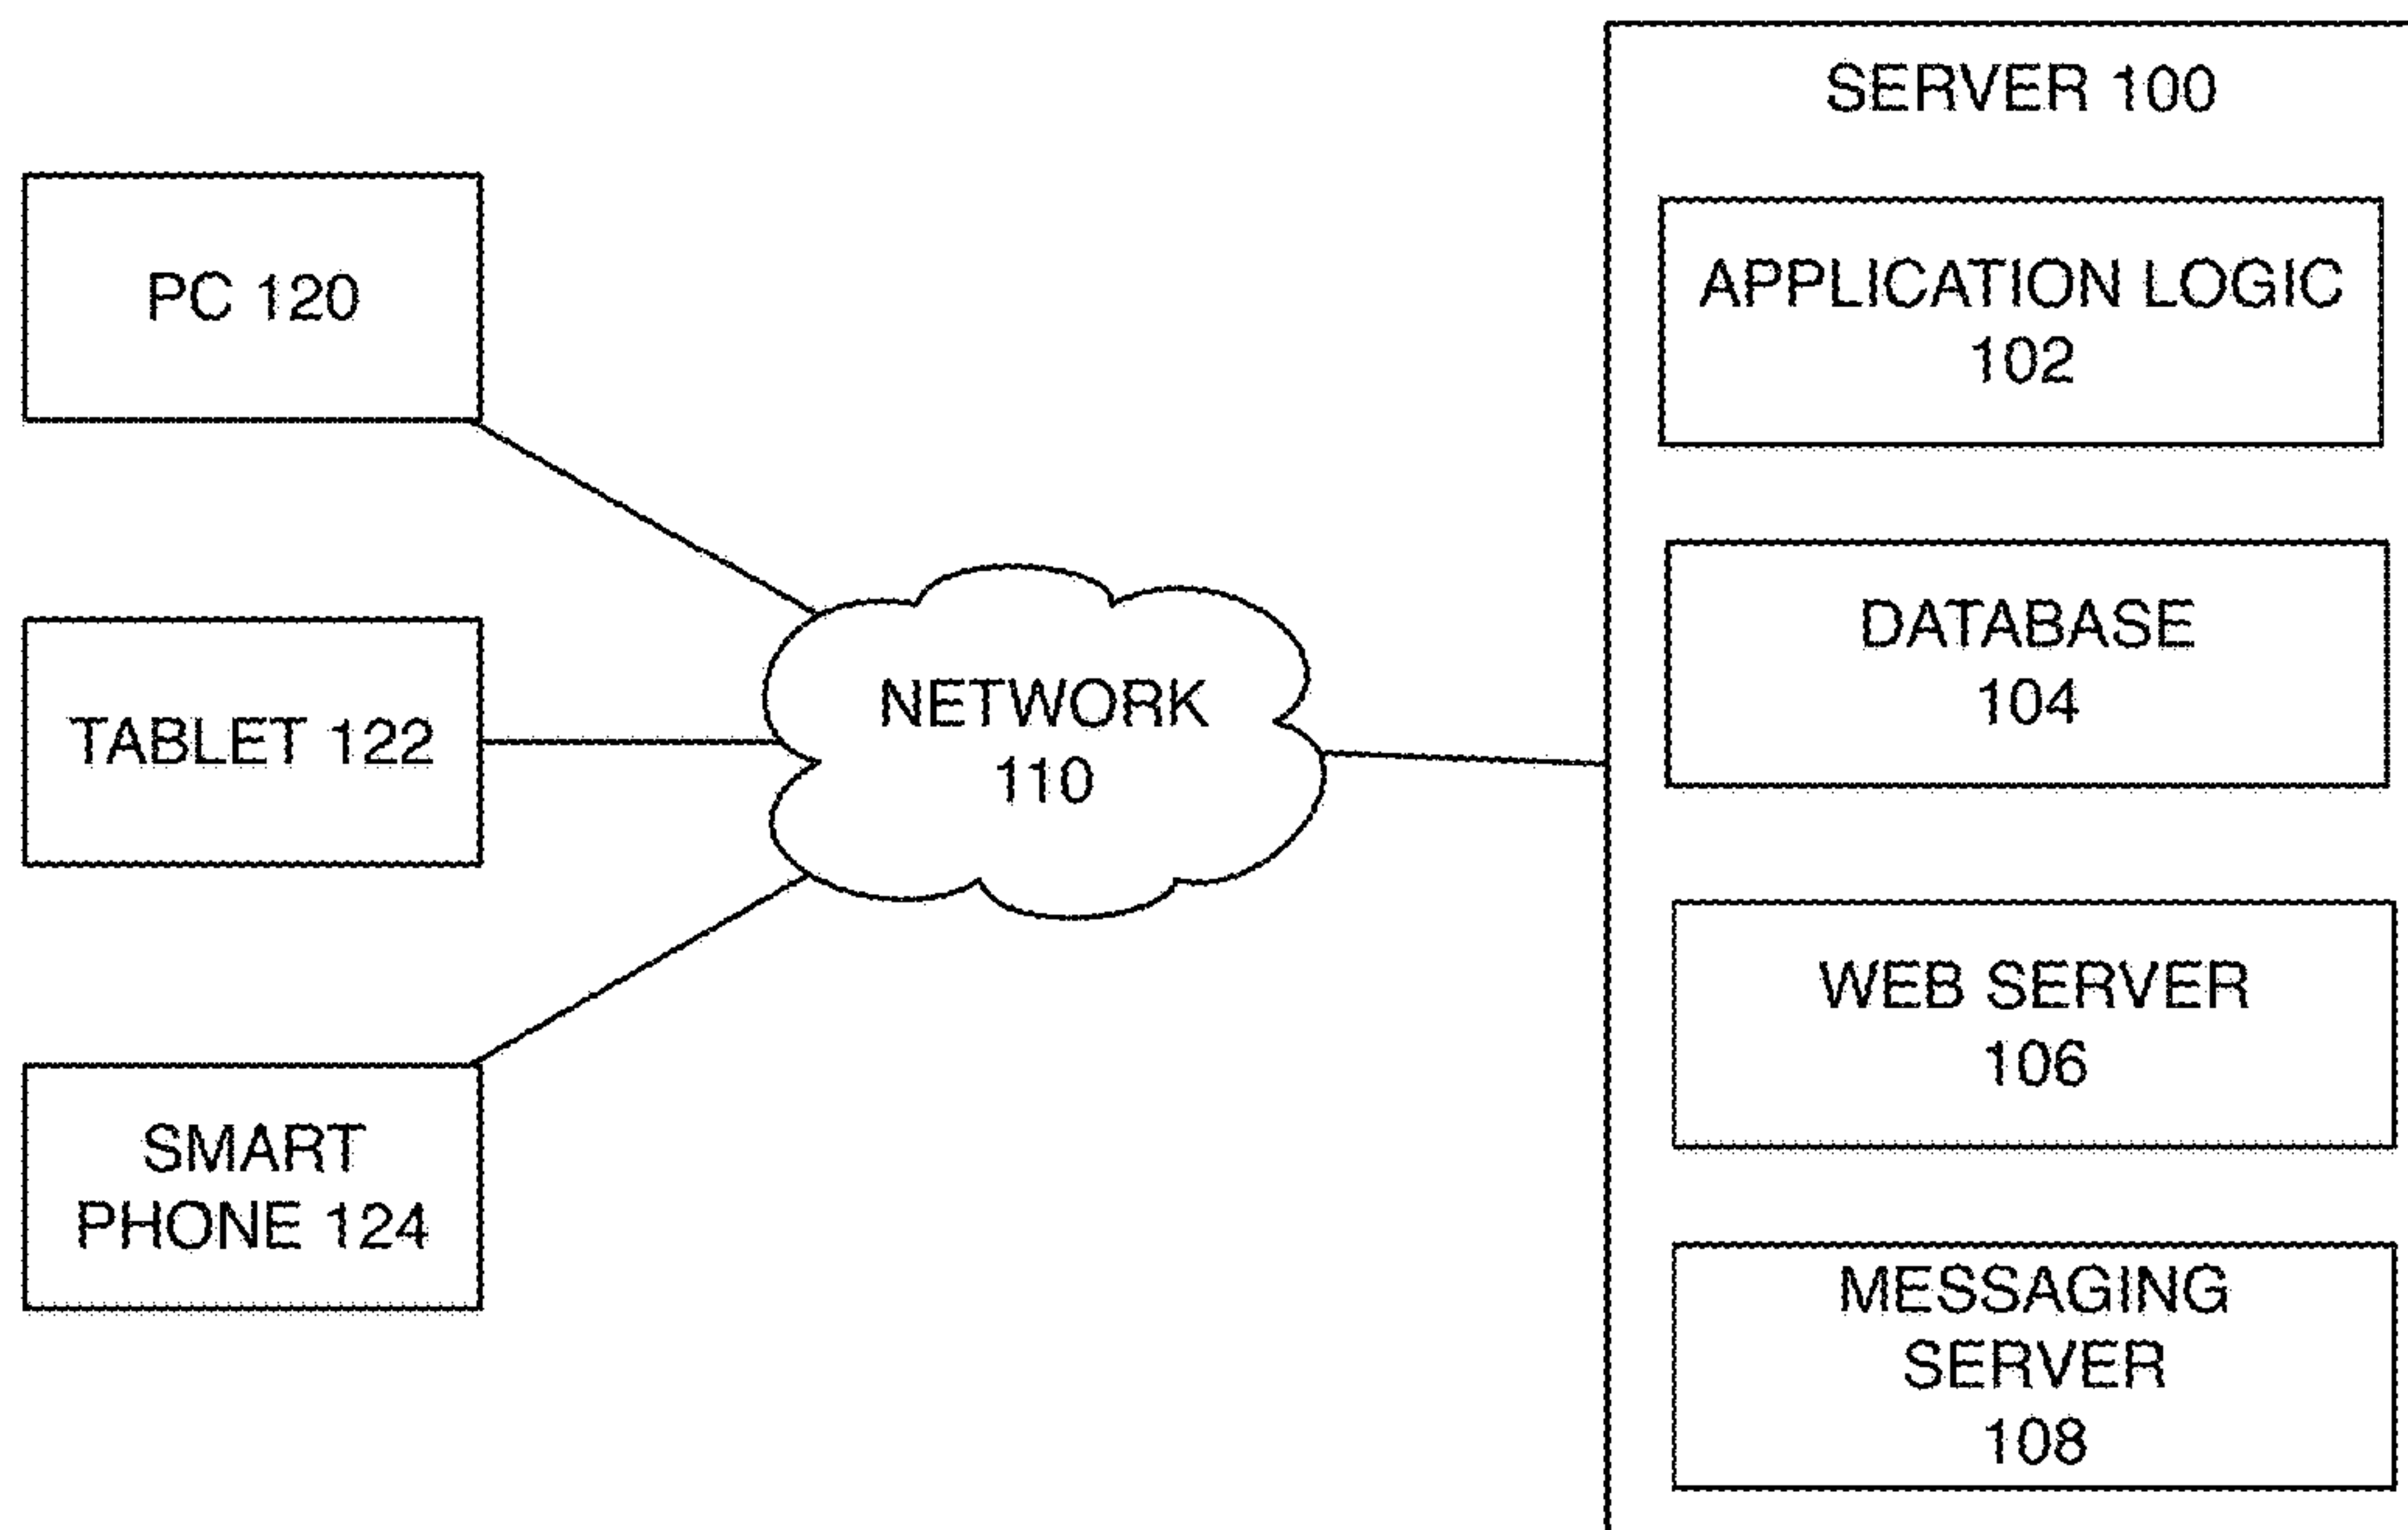 SERVER 100
PC 120
APPLICATION LOGIC
102
DATABASE
104
TABLET 122
NETWORK
110
WEB SERVER
106
SMART
PHONE 124
MESSAGING
SERVER
108